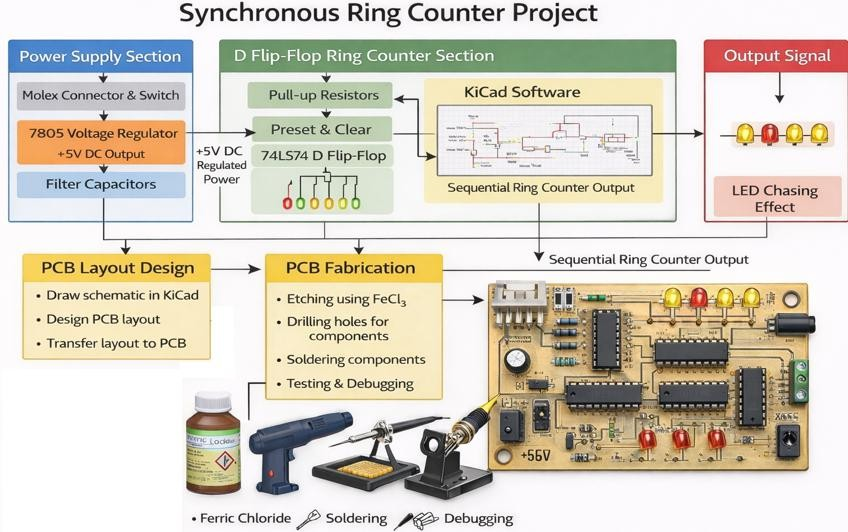 Synchronous Ring Counter Project
Power Supply Section
Molex Connector & Switch
7805 Voltage Regulator
+5V DC Output
Filter Capacitors
+5V DC
Regulated
Power
D Flip-Flop Ring Counter Section
Pull-up Resistors
Preset & Clear
74LS74 D Flip-Flop
KiCad Software
Sequential Ring Counter Output
Output Signal
LED Chasing
Effect
PCB Layout Design
• Draw schematic in KiCad
• Design PCB layout
• Transfer layout to PCB
PCB Fabrication
• Etching using FeCl₃
• Drilling holes for
components
• Soldering components
• Testing & Debugging
Sequential Ring Counter Output
+56V
• Ferric Chloride
Soldering
Debugging